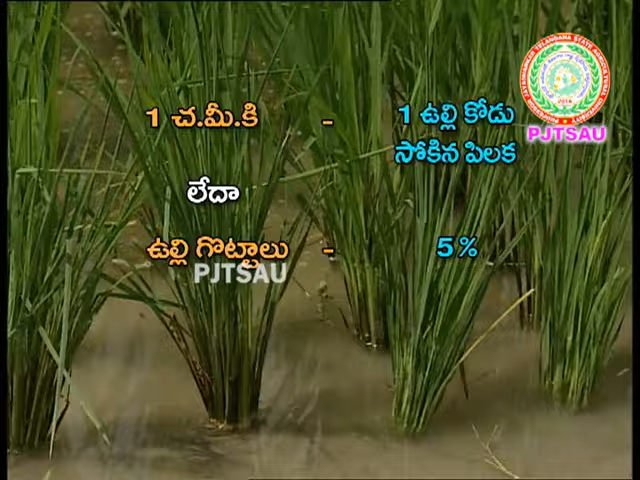 1 చ.మీ.కి - 1 ఉల్లి కోడు
సోకిన పిలక
లేదా
ఉల్లి గొట్టాలు - 5%
PJTSAU
PJTSAU